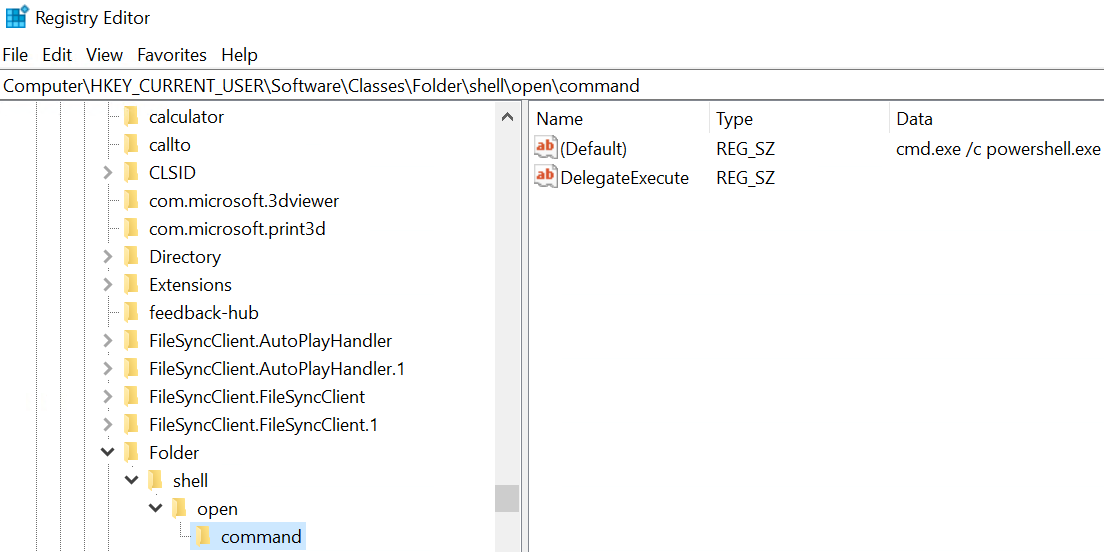 Registry Editor
File Edit View Favorites Help
Computer\HKEY_CURRENT_USER\Software\Classes\Folder\shell\open\command
calculator
callto
CLSID
com.microsoft.3dviewer
com.microsoft.print3d
Directory
Extensions
feedback-hub
FileSyncClient.AutoPlayHandler
FileSyncClient.AutoPlayHandler.1
FileSyncClient.FileSyncClient
FileSyncClient.FileSyncClient.1
Folder
shell
open
command
Name Type Data
ab (Default) REG_SZ cmd.exe /c powershell.exe
ab DelegateExecute REG_SZ